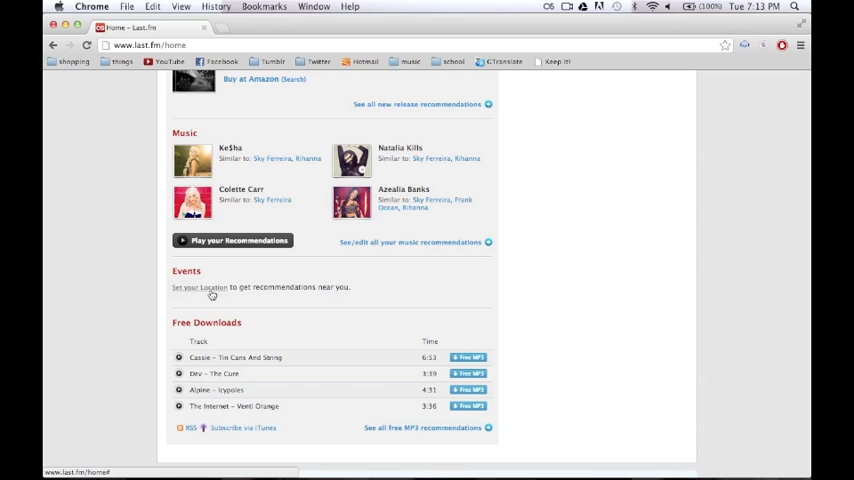 Chrome File Edit View History Bookmarks Window Help (100%) Tue 7:13 PM
Home – Last.fm
www.last.fm/home
shopping things YouTube Facebook Tumblr Twitter Hotmail music school GTranslate Keep It!
Buy at Amazon (Search)
See all new release recommendations
Music
Ke$ha
Similar to: Sky Ferreira, Rihanna
Natalia Kills
Similar to: Sky Ferreira, Rihanna
Colette Carr
Similar to: Sky Ferreira
Azealia Banks
Similar to: Sky Ferreira, Frank
Ocean, Rihanna
Play your Recommendations
See/edit all your music recommendations
Events
Set your Location to get recommendations near you.
Free Downloads
Track Time
Cassie – Tin Cans And String 6:53 Free MP3
Dev – The Cure 3:39 Free MP3
Alpine – Icypoles 4:31 Free MP3
The Internet – Venti Orange 3:36 Free MP3
RSS Subscribe via iTunes
See all free MP3 recommendations
www.last.fm/home#